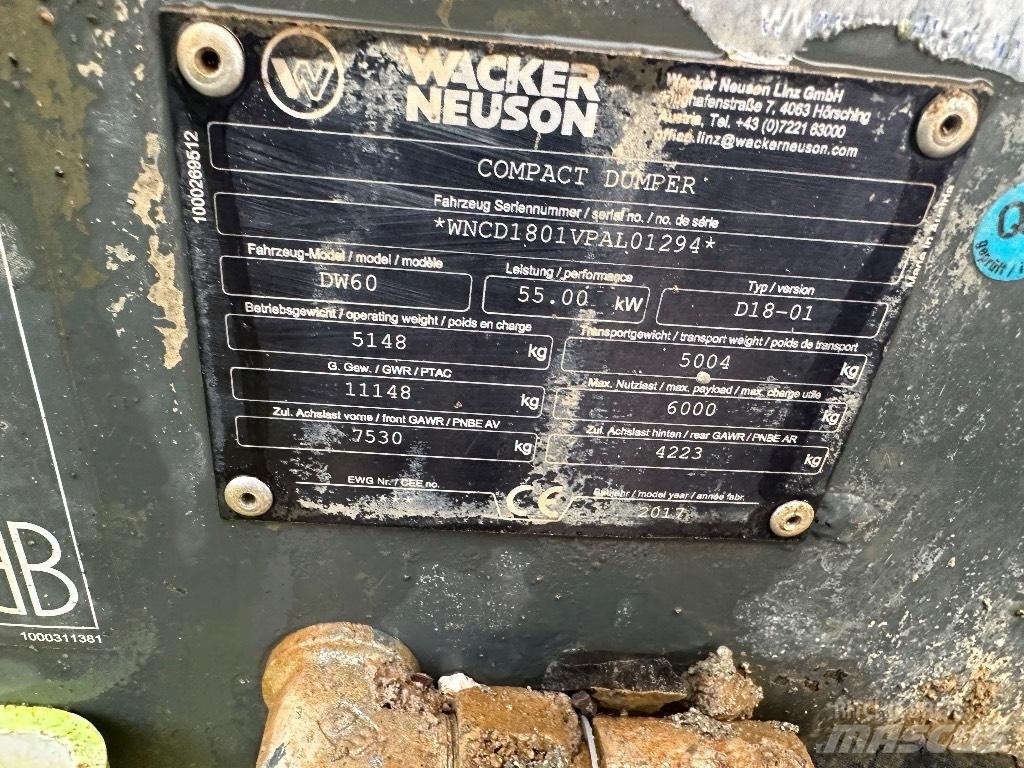 WACKER
NEUSON
Wacker Neuson Linz GmbH
Flughafenstraße 7, 4063 Hörsching
Austria, Tel. +43 (0)7221 63000
office.linz@wackerneuson.com
1000269512
COMPACT DUMPER
Fahrzeug Seriennummer / serial no. / no. de série
*WNCD1801VPAL01294*
Made in Austria
Fahrzeug-Model / model / modèle
DW60
Leistung / performance
55.00 kW
Typ / version
D18-01
Betriebsgewicht / operating weight / poids en charge
5148 kg
Transportgewicht / transport weight / poids de transport
5004 kg
G. Gew. / GWR / PTAC
11148 kg
Max. Nutzlast / max. payload / max. charge utile
6000 kg
Zul. Achslast vorne / front GAWR / PNBE AV
7530 kg
Zul. Achslast hinten / rear GAWR / PNBE AR
4223 kg
EWG Nr. / CEE no.
CE
Baujahr / model year / année fabr.
2017
1000311381
MASCUS